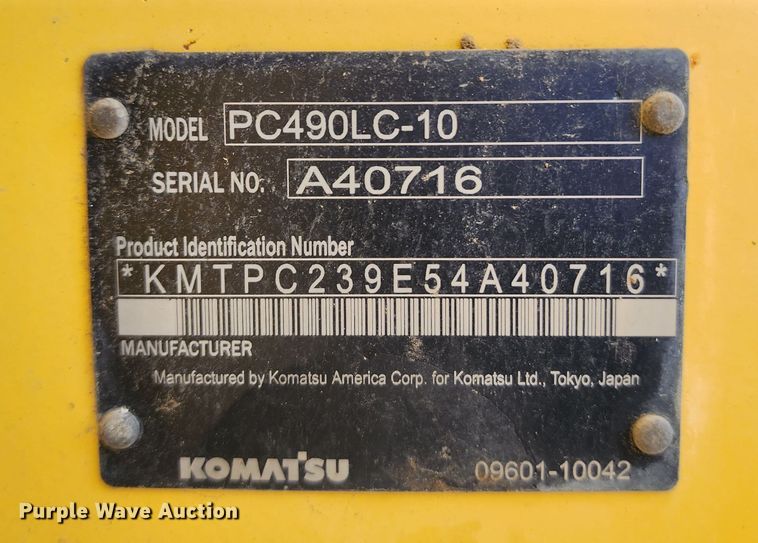 MODEL PC490LC-10
SERIAL NO. A40716
Product Identification Number
*KMTPC239E54A40716*
MANUFACTURER
Manufactured by Komatsu America Corp. for Komatsu Ltd., Tokyo, Japan
KOMATSU 09601-10042
Purple Wave Auction